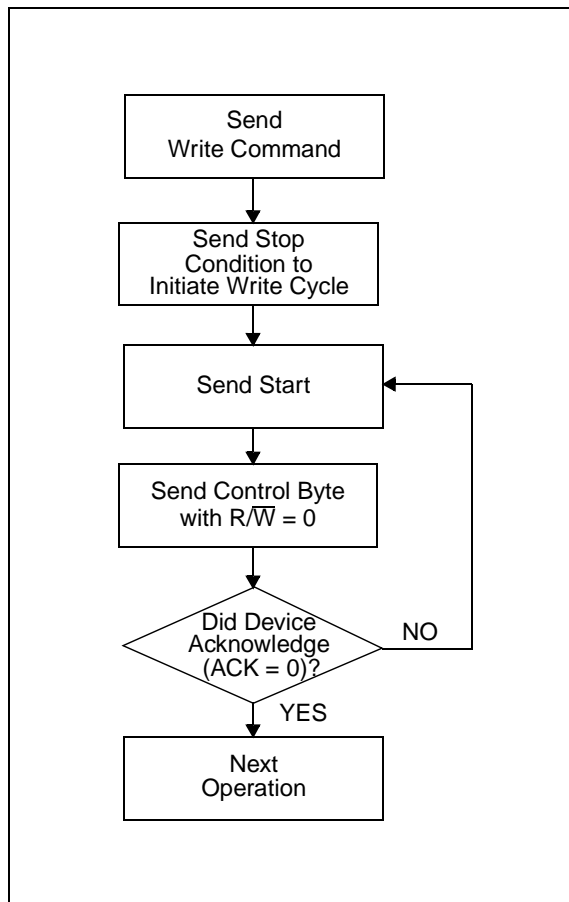 Send
Write Command
Send Stop
Condition to
Initiate Write Cycle
Send Start
Send Control Byte
with R/W̅ = 0
Did Device
Acknowledge
(ACK = 0)?
NO
YES
Next
Operation